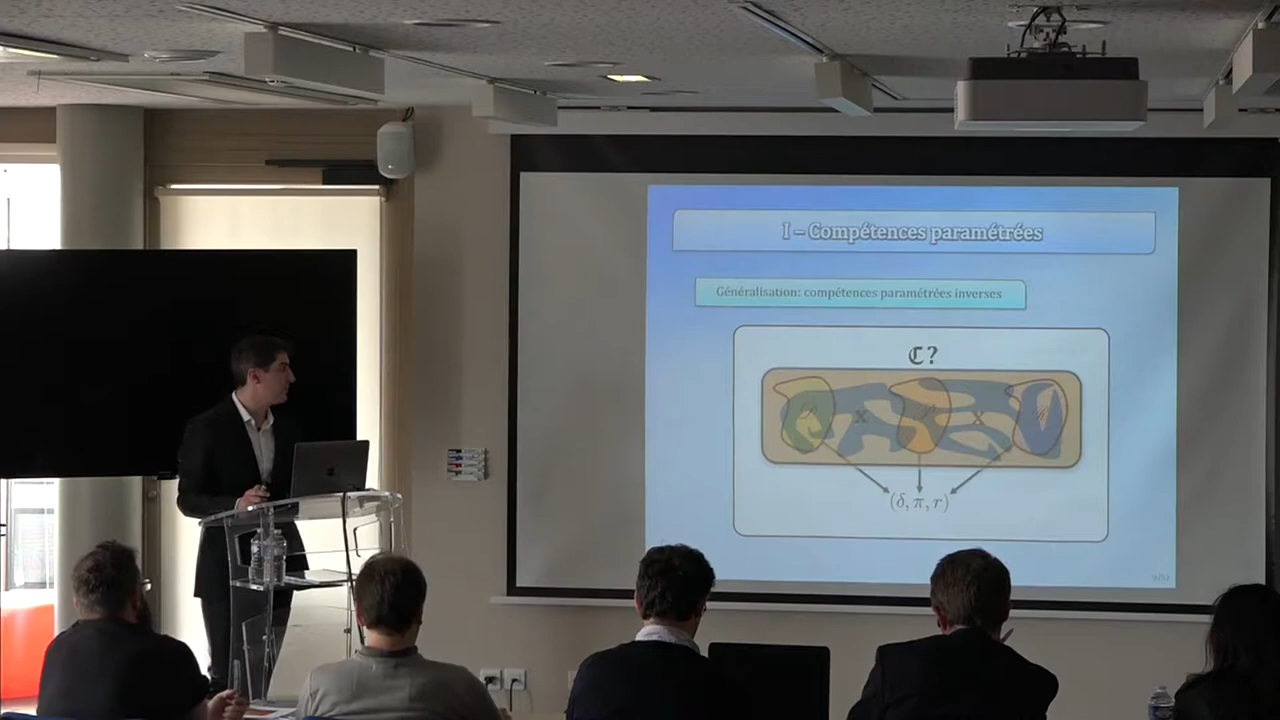 I – Compétences paramétrées
Généralisation: compétences paramétrées inverses
ℂ ?
x x
(δ, π, r)